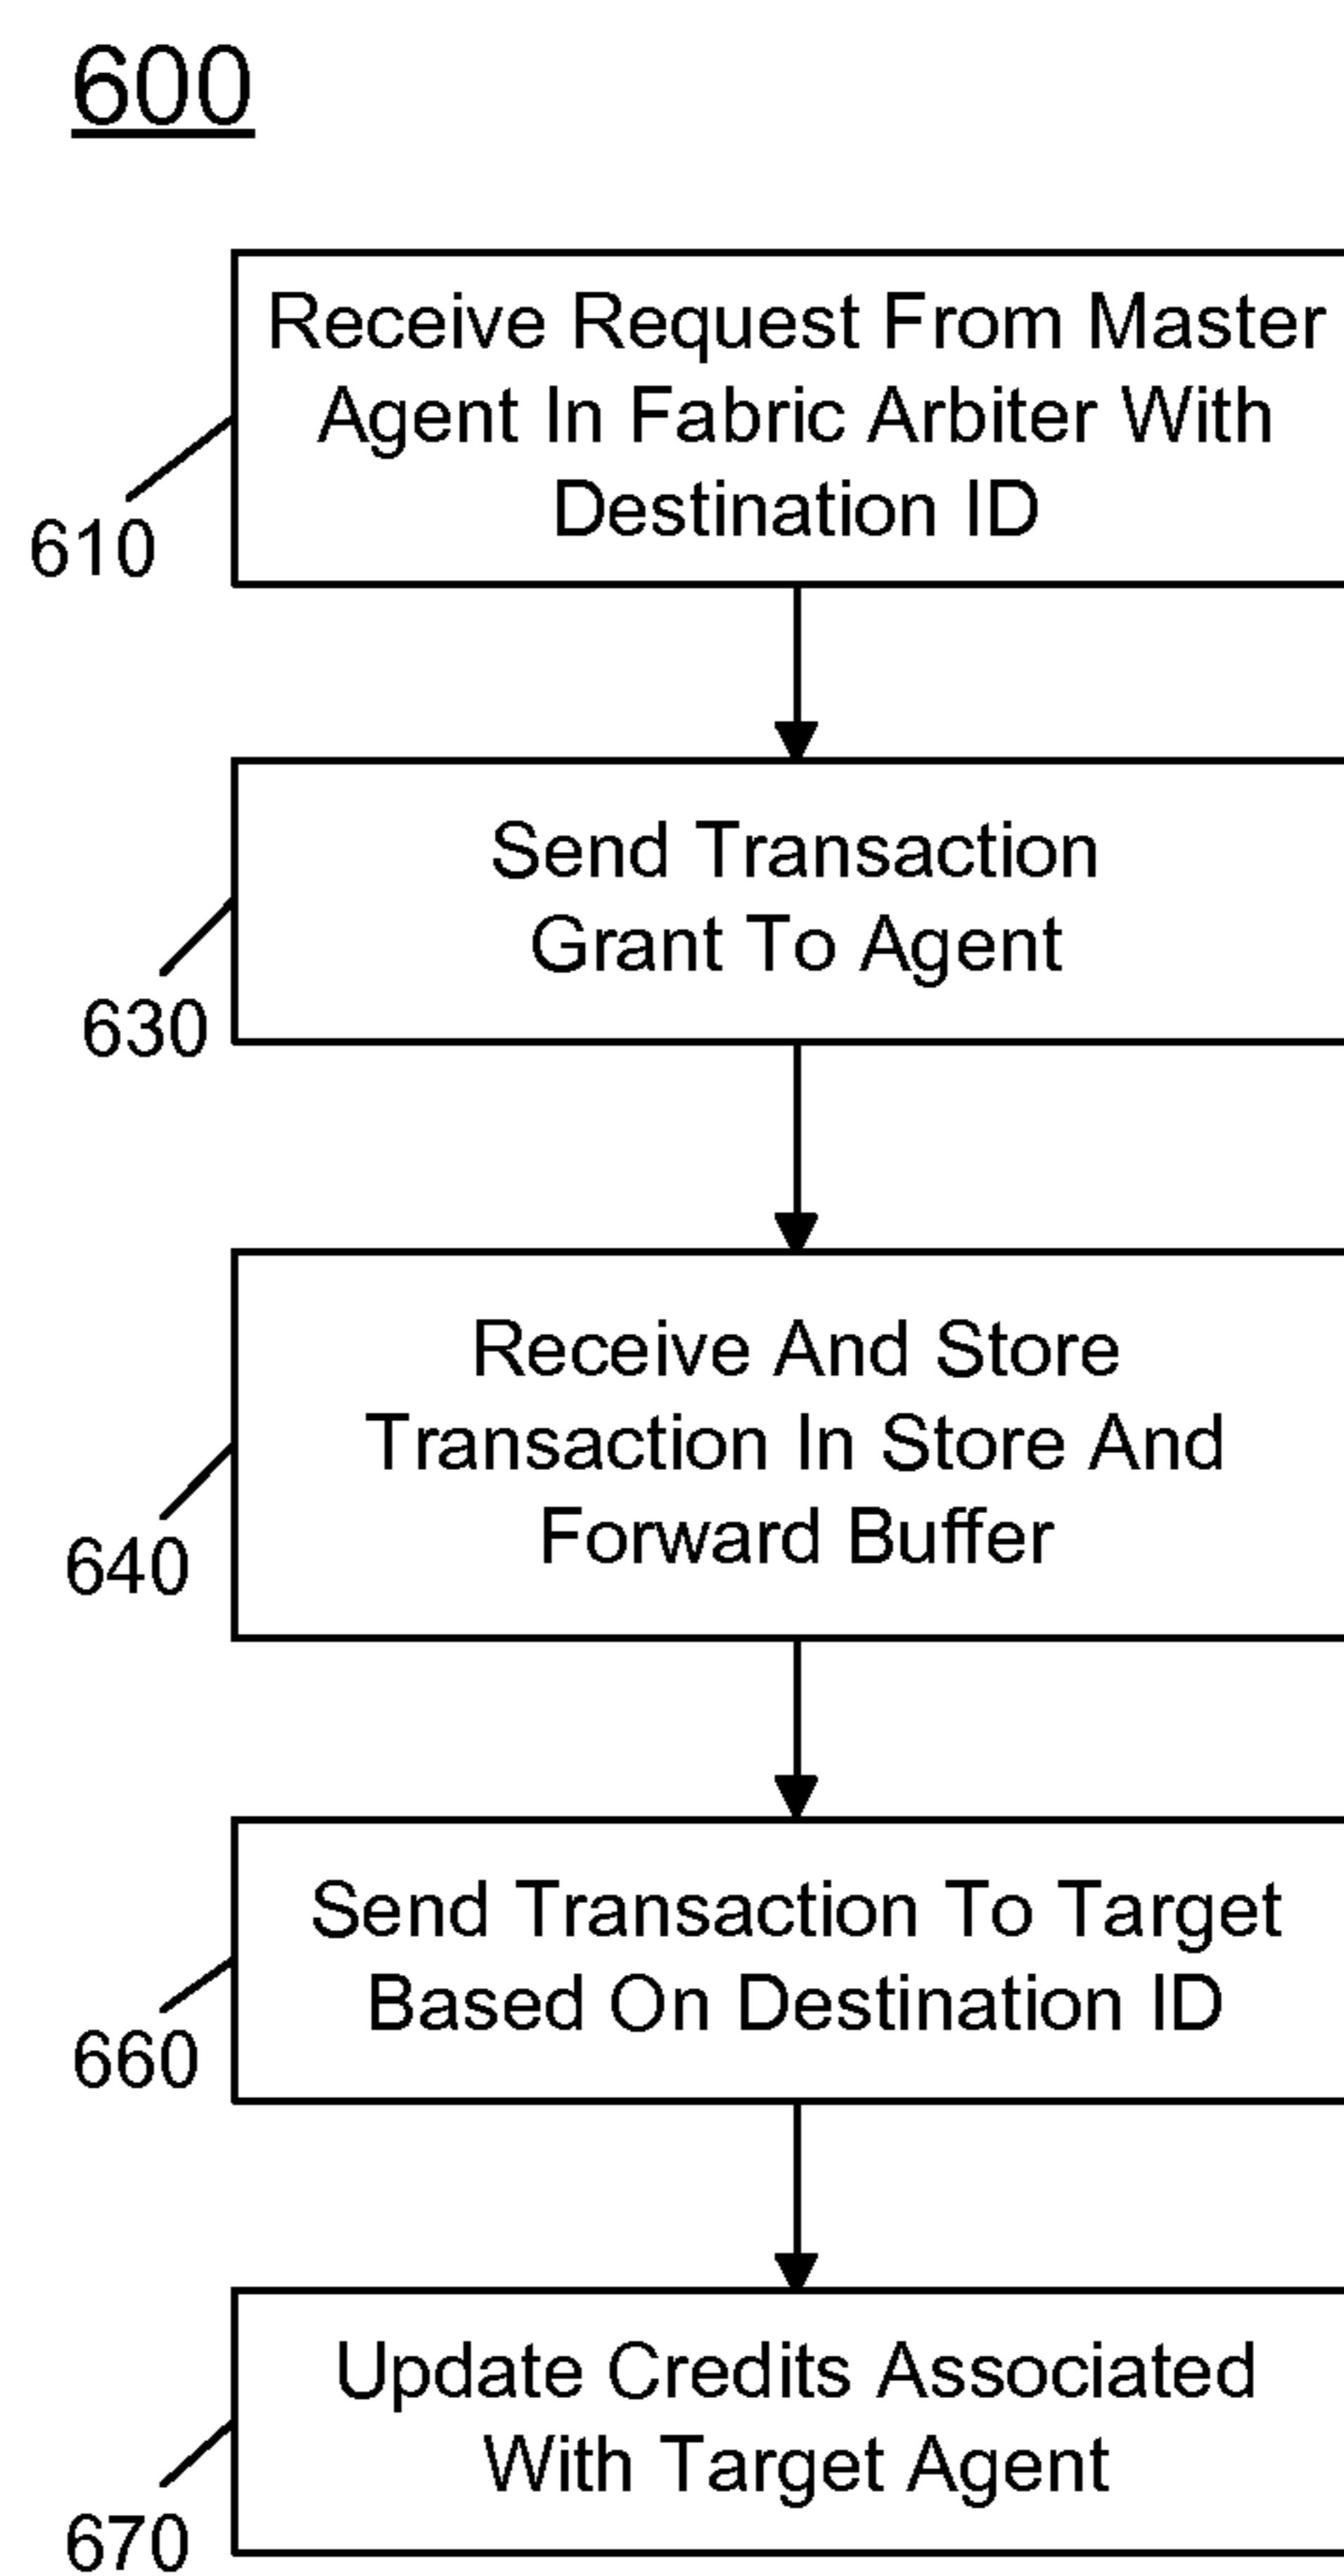 600
Receive Request From Master
Agent In Fabric Arbiter With
Destination ID
610
Send Transaction
Grant To Agent
630
Receive And Store
Transaction In Store And
Forward Buffer
640
Send Transaction To Target
Based On Destination ID
660
Update Credits Associated
With Target Agent
670